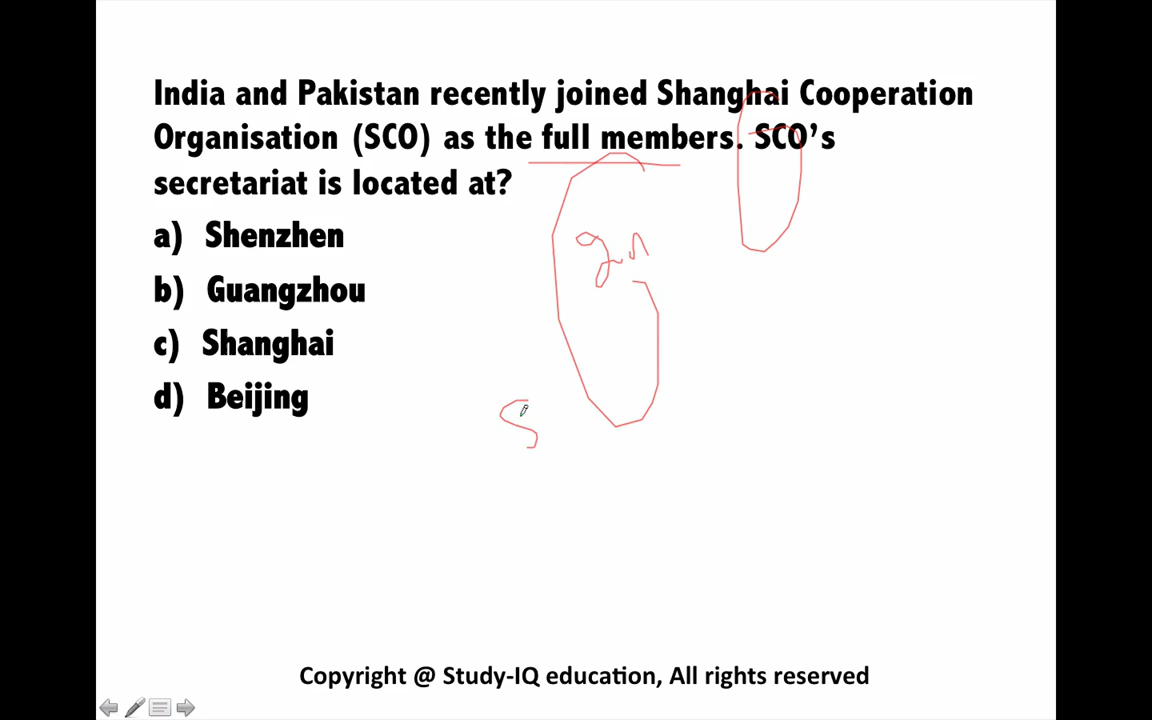 India and Pakistan recently joined Shanghai Cooperation
Organisation (SCO) as the full members. SCO's
secretariat is located at?
a) Shenzhen
b) Guangzhou
c) Shanghai
d) Beijing
Copyright @ Study-IQ education, All rights reserved